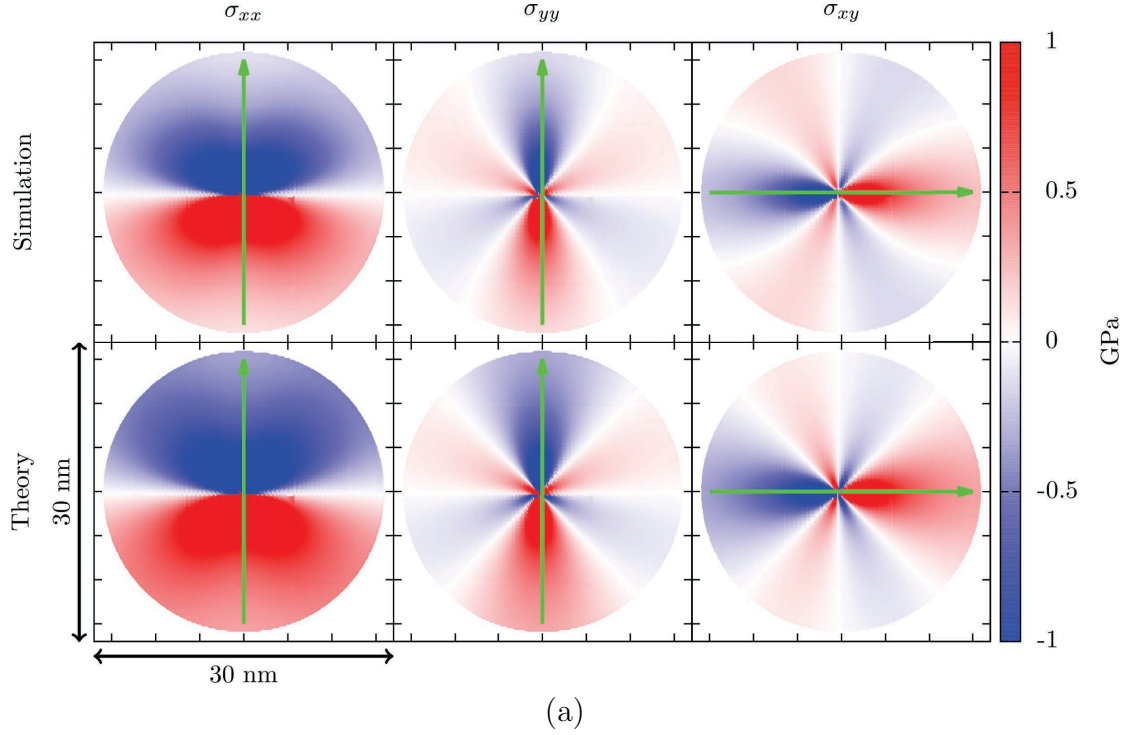 σxx
σyy
σxy
Simulation
Theory
30 nm
30 nm
1
0.5
0
-0.5
-1
GPa
(a)